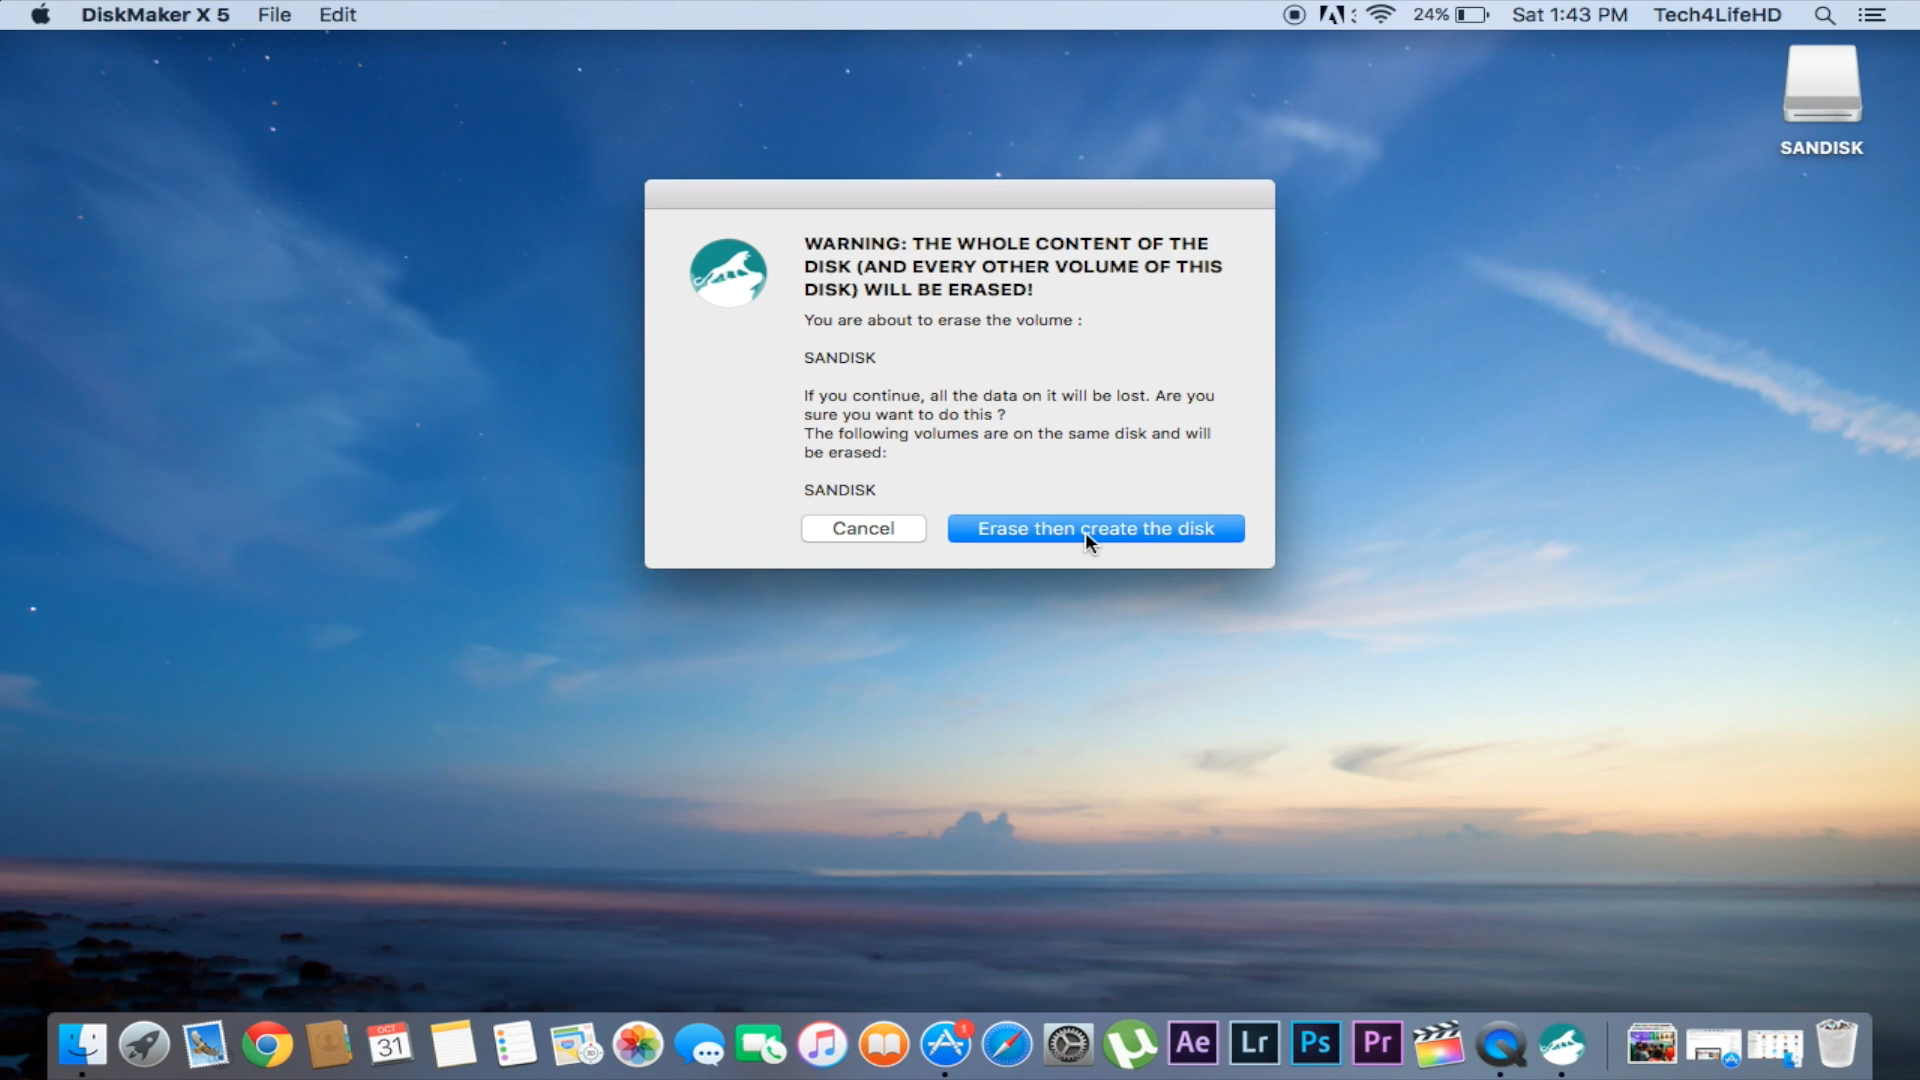 DiskMaker X 5 File Edit 24% Sat 1:43 PM Tech4LifeHD
SANDISK
WARNING: THE WHOLE CONTENT OF THE
DISK (AND EVERY OTHER VOLUME OF THIS
DISK) WILL BE ERASED!
You are about to erase the volume :
SANDISK
If you continue, all the data on it will be lost. Are you
sure you want to do this ?
The following volumes are on the same disk and will
be erased:
SANDISK
Cancel Erase then create the disk
OCT
31
1
Ae Lr Ps Pr